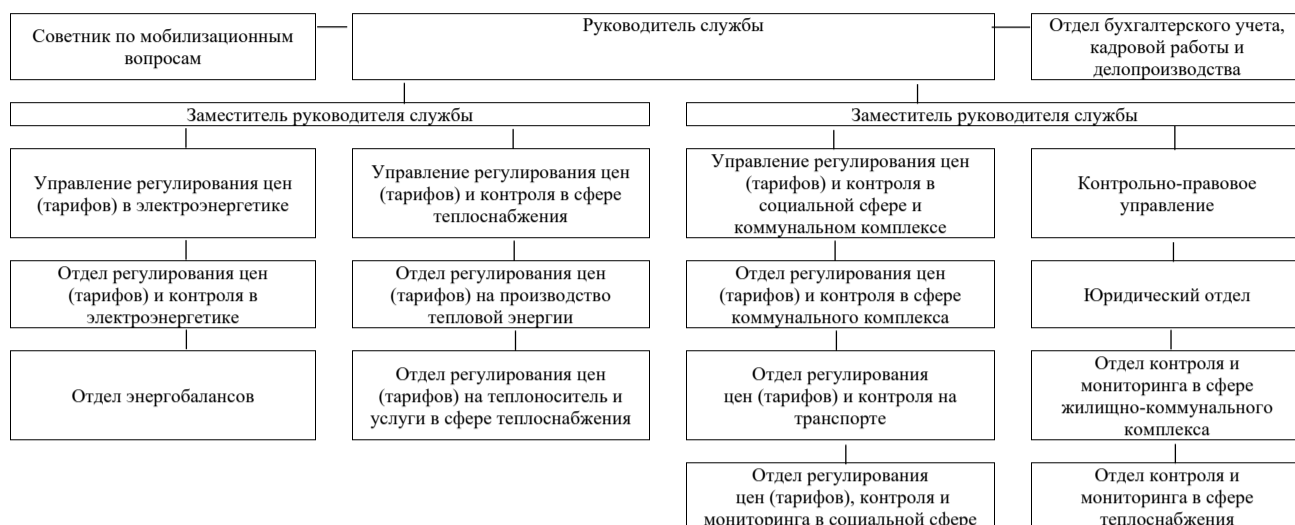 Советник по мобилизационным
вопросам
Руководитель службы
Отдел бухгалтерского учета,
кадровой работы и
делопроизводства
Заместитель руководителя службы
Заместитель руководителя службы
Управление регулирования цен
(тарифов) в электроэнергетике
Управление регулирования цен
(тарифов) и контроля в сфере
теплоснабжения
Управление регулирования цен
(тарифов) и контроля в
социальной сфере и
коммунальном комплексе
Контрольно-правовое
управление
Отдел регулирования цен
(тарифов) и контроля в
электроэнергетике
Отдел регулирования цен
(тарифов) на производство
тепловой энергии
Отдел регулирования цен
(тарифов) и контроля в сфере
коммунального комплекса
Юридический отдел
Отдел энергобалансов
Отдел регулирования цен
(тарифов) на теплоноситель и
услуги в сфере теплоснабжения
Отдел регулирования
цен (тарифов) и контроля на
транспорте
Отдел контроля и
мониторинга в сфере
жилищно-коммунального
комплекса
Отдел регулирования
цен (тарифов), контроля и
мониторинга в социальной сфере
Отдел контроля и
мониторинга в сфере
теплоснабжения